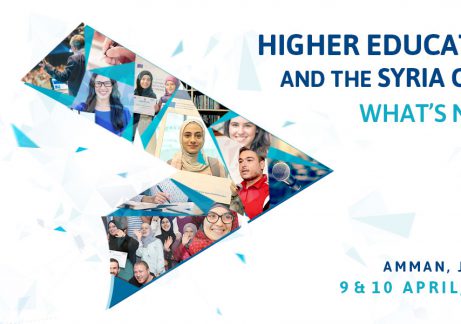 HIGHER EDUCAT
AND THE SYRIA C
WHAT'S N
AMMAN, J
9 & 10 APRIL,